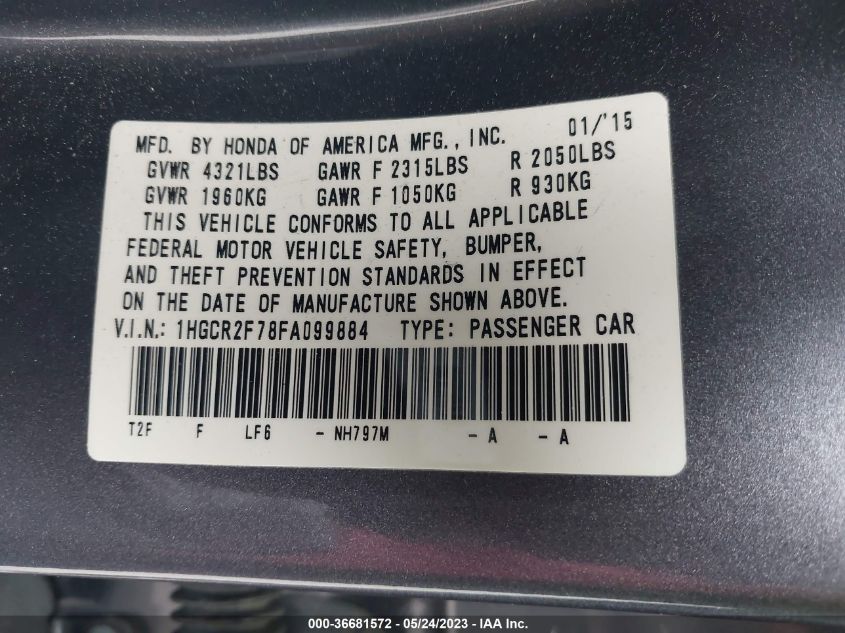 MFD. BY HONDA OF AMERICA MFG., INC. 01/'15
GVWR 4321LBS GAWR F 2315LBS R 2050LBS
GVWR 1960KG GAWR F 1050KG R 930KG
THIS VEHICLE CONFORMS TO ALL APPLICABLE
FEDERAL MOTOR VEHICLE SAFETY, BUMPER,
AND THEFT PREVENTION STANDARDS IN EFFECT
ON THE DATE OF MANUFACTURE SHOWN ABOVE.
V.I.N.: 1HGCR2F78FA099884 TYPE: PASSENGER CAR
T2F F LF6 - NH797M - A - A
000-36681572 — 05/24/2023 — IAA Inc.